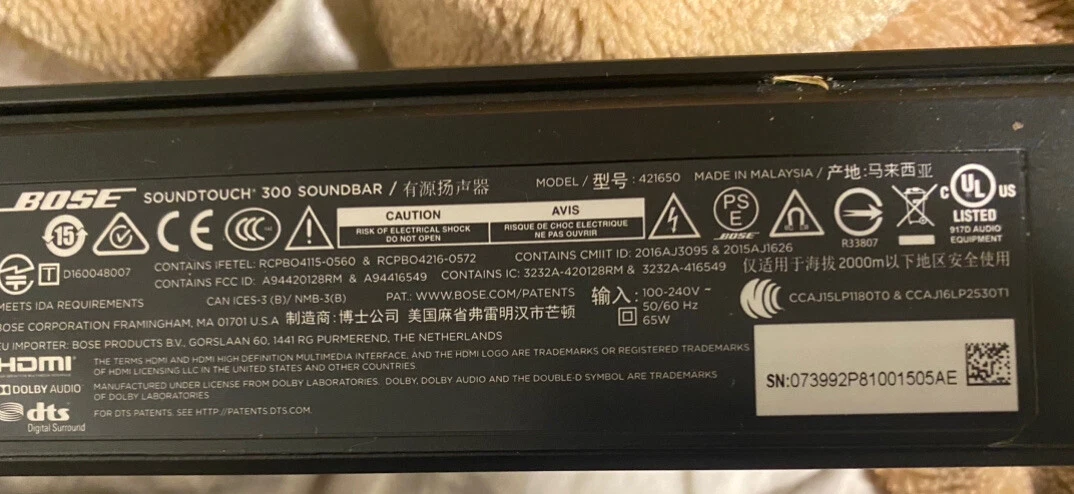 BOSE SOUNDTOUCH® 300 SOUNDBAR / 有源扬声器 MODEL / 型号 : 421650 MADE IN MALAYSIA / 产地:马来西亚
15 CE CCC CAUTION AVIS PSE BOSE c UL US
RISK OF ELECTRICAL SHOCK DO NOT OPEN
RISQUE DE CHOC ELECTRIQUE NE PAS OUVRIR
R33807
LISTED
917D AUDIO EQUIPMENT
T D160048007
CONTAINS IFETEL: RCPBO4115-0560 & RCPBO4216-0572 CONTAINS CMIIT ID: 2016AJ3095 & 2015AJ1626
CONTAINS FCC ID: A94420128RM & A94416549 CONTAINS IC: 3232A-420128RM & 3232A-416549 仅适用于海拔2000m以下地区安全使用
MEETS IDA REQUIREMENTS CAN ICES-3 (B)/ NMB-3(B) PAT.: WWW.BOSE.COM/PATENTS 输入: 100-240V ~
50/60 Hz
65W
CCAJ15LP1180T0 & CCAJ16LP2530T1
BOSE CORPORATION FRAMINGHAM, MA 01701 U.S.A 制造商:博士公司 美国麻省弗雷明汉市芒顿
EU IMPORTER: BOSE PRODUCTS B.V., GORSLAAN 60, 1441 RG PURMEREND, THE NETHERLANDS
HDMI THE TERMS HDMI AND HDMI HIGH DEFINITION MULTIMEDIA INTERFACE, AND THE HDMI LOGO ARE TRADEMARKS OR REGISTERED TRADEMARKS
OF HDMI LICENSING LLC IN THE UNITED STATES AND OTHER COUNTRIES
DOLBY AUDIO MANUFACTURED UNDER LICENSE FROM DOLBY LABORATORIES. DOLBY, DOLBY AUDIO AND THE DOUBLE-D SYMBOL ARE TRADEMARKS
OF DOLBY LABORATORIES
dts Digital Surround
FOR DTS PATENTS, SEE HTTP://PATENTS.DTS.COM.
SN:073992P81001505AE